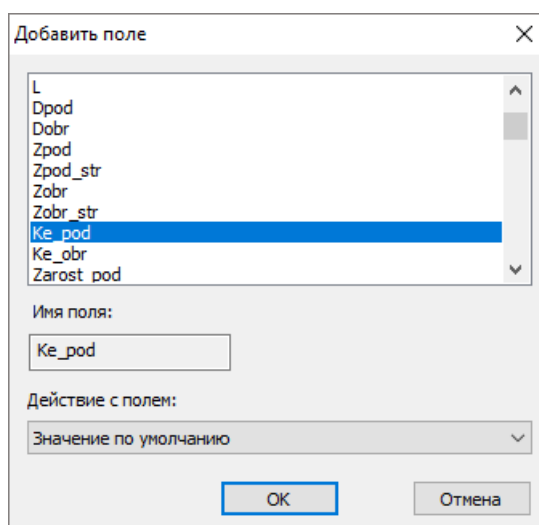 Добавить поле
L
Dpod
Dobr
Zpod
Zpod_str
Zobr
Zobr_str
Ke_pod
Ke_obr
Zarost_pod
Имя поля:
Ke_pod
Действие с полем:
Значение по умолчанию
OK
Отмена